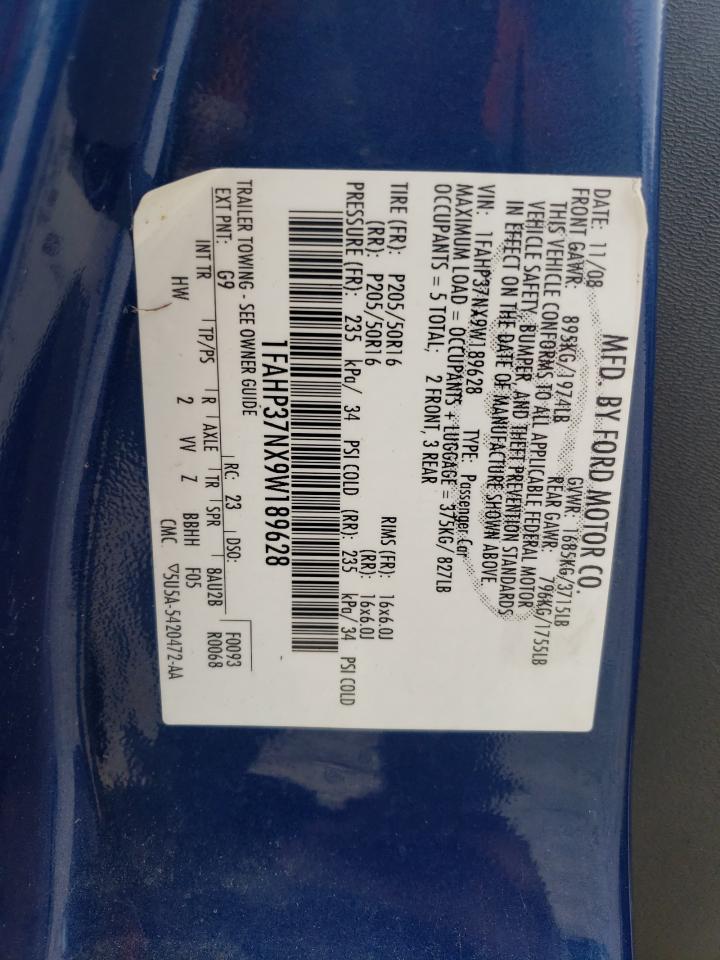 MFD. BY FORD MOTOR CO.
DATE: 11/08 GVWR: 1685KG/3715LB
FRONT GAWR: 895KG/1974LB REAR GAWR: 796KG/1755LB
THIS VEHICLE CONFORMS TO ALL APPLICABLE FEDERAL MOTOR
VEHICLE SAFETY, BUMPER, AND THEFT PREVENTION STANDARDS
IN EFFECT ON THE DATE OF MANUFACTURE SHOWN ABOVE.
VIN: 1FAHP37NX9W189628 TYPE: Passenger Car
MAXIMUM LOAD = OCCUPANTS + LUGGAGE = 375KG/ 827LB
OCCUPANTS = 5 TOTAL; 2 FRONT, 3 REAR
TIRE (FR): P205/50R16 RIMS (FR): 16x6.0J
(RR): P205/50R16 (RR): 16x6.0J
PRESSURE (FR): 235 kPa/ 34 PSI COLD (RR): 235 kPa/ 34 PSI COLD
1FAHP37NX9W189628
TRAILER TOWING - SEE OWNER GUIDE
F0093
EXT PNT: G9 RC: 23 DSO: R0068
INT TR TP/PS R AXLE TR SPR 8AU2B
HW 2 VV Z BBHH F05
CMC ▽5U5A-5420472-AA